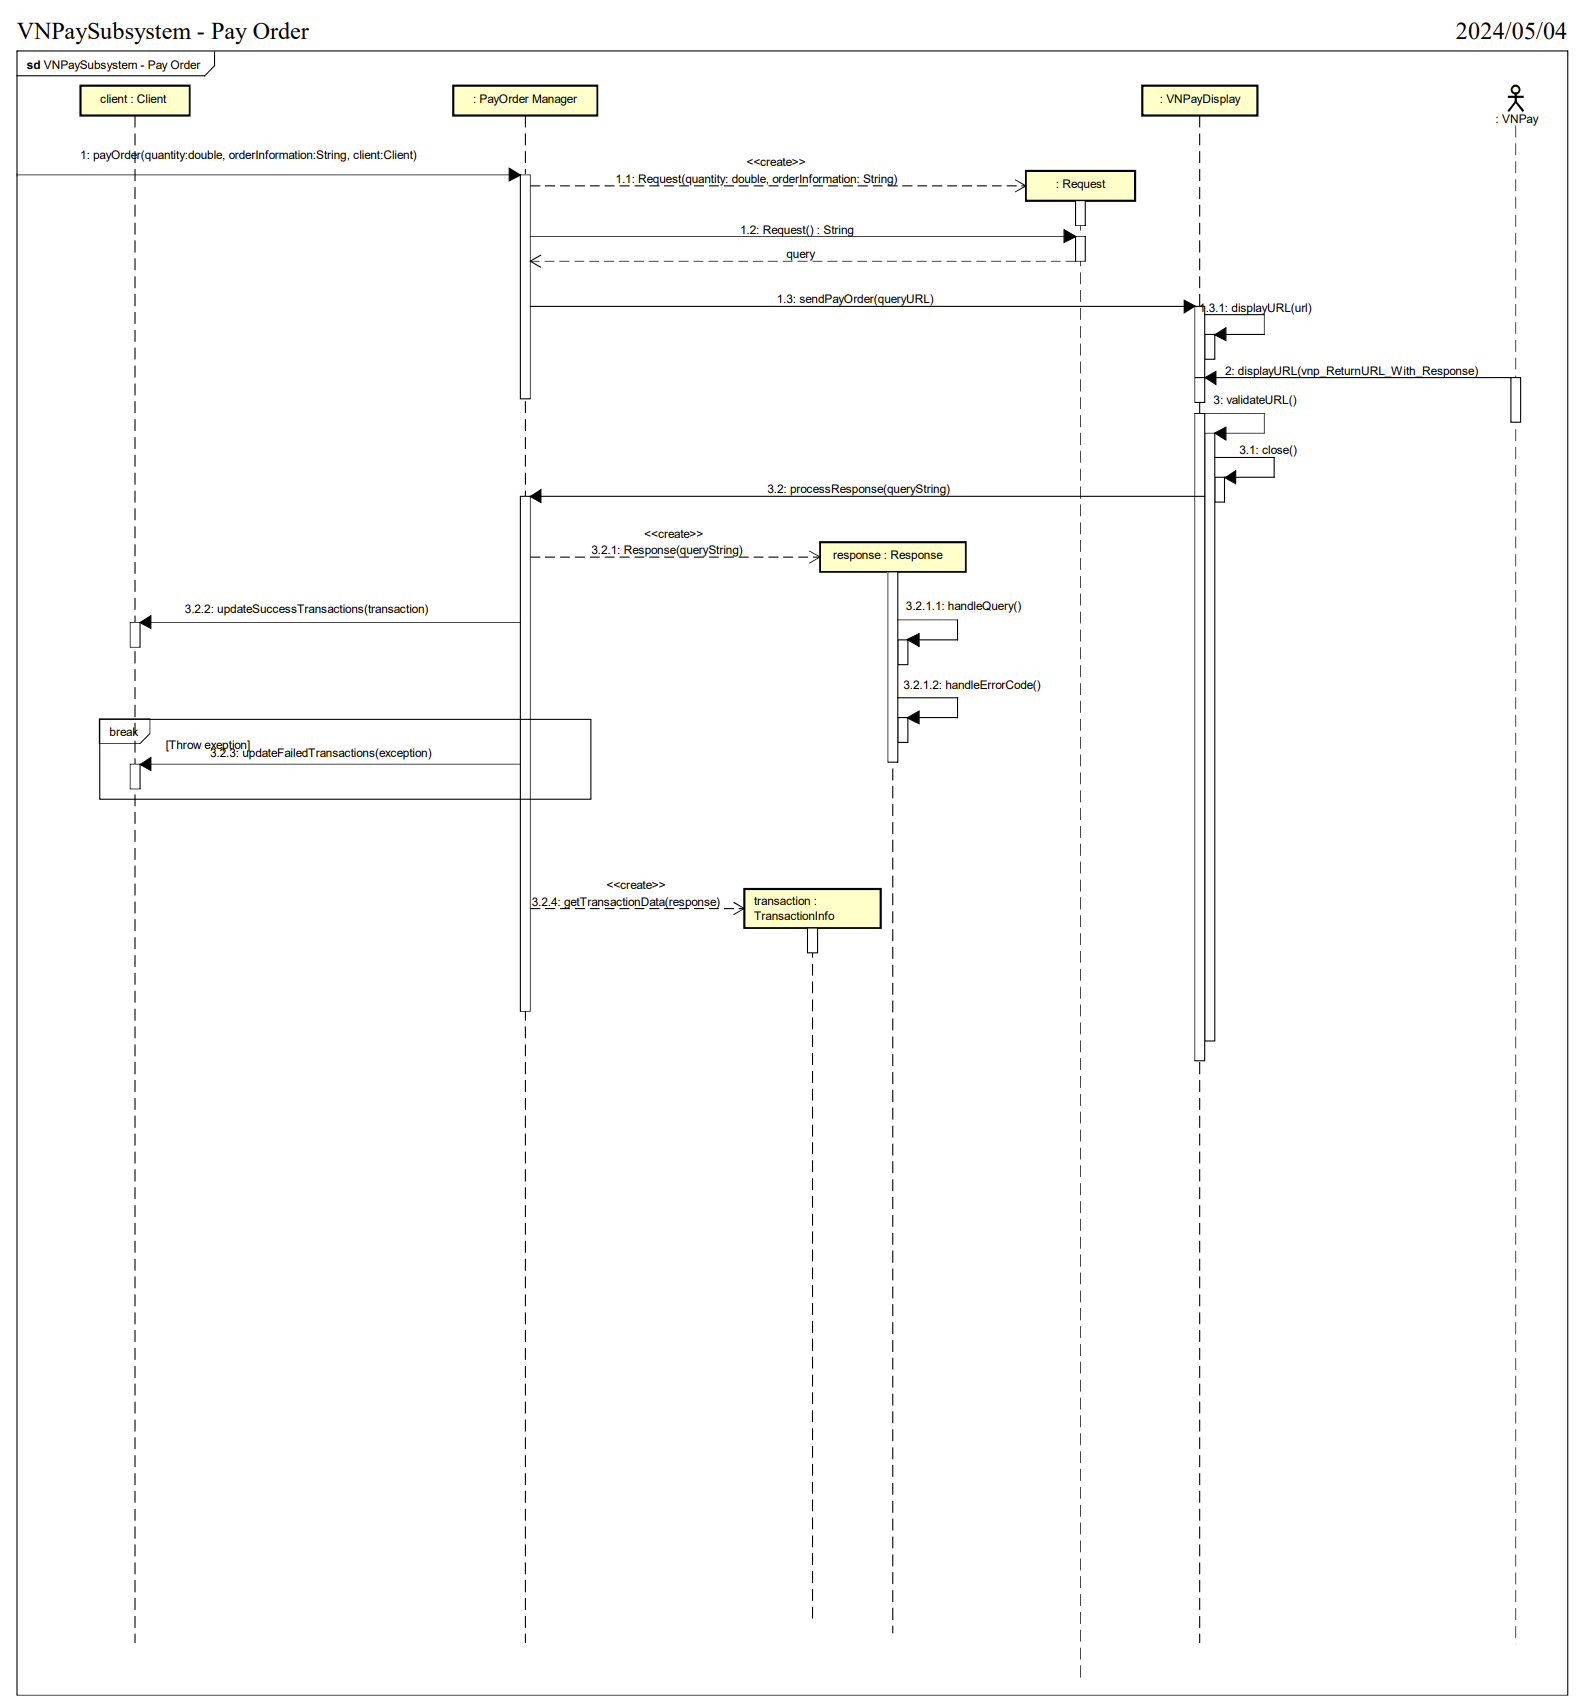 VNPaySubsystem - Pay Order
2024/05/04
sd VNPaySubsystem - Pay Order
client : Client
: PayOrder Manager
: VNPayDisplay
: VNPay
1: payOrder(quantity:double, orderInformation:String, client:Client)
<<create>>
1.1: Request(quantity: double, orderInformation: String)
: Request
1.2: Request() : String
query
1.3: sendPayOrder(queryURL)
1.3.1: displayURL(url)
2: displayURL(vnp_ReturnURL_With_Response)
3: validateURL()
3.1: close()
3.2: processResponse(queryString)
<<create>>
3.2.1: Response(queryString)
response : Response
3.2.2: updateSuccessTransactions(transaction)
3.2.1.1: handleQuery()
3.2.1.2: handleErrorCode()
break
[Throw exeption]
3.2.3: updateFailedTransactions(exception)
<<create>>
3.2.4: getTransactionData(response)
transaction :
TransactionInfo